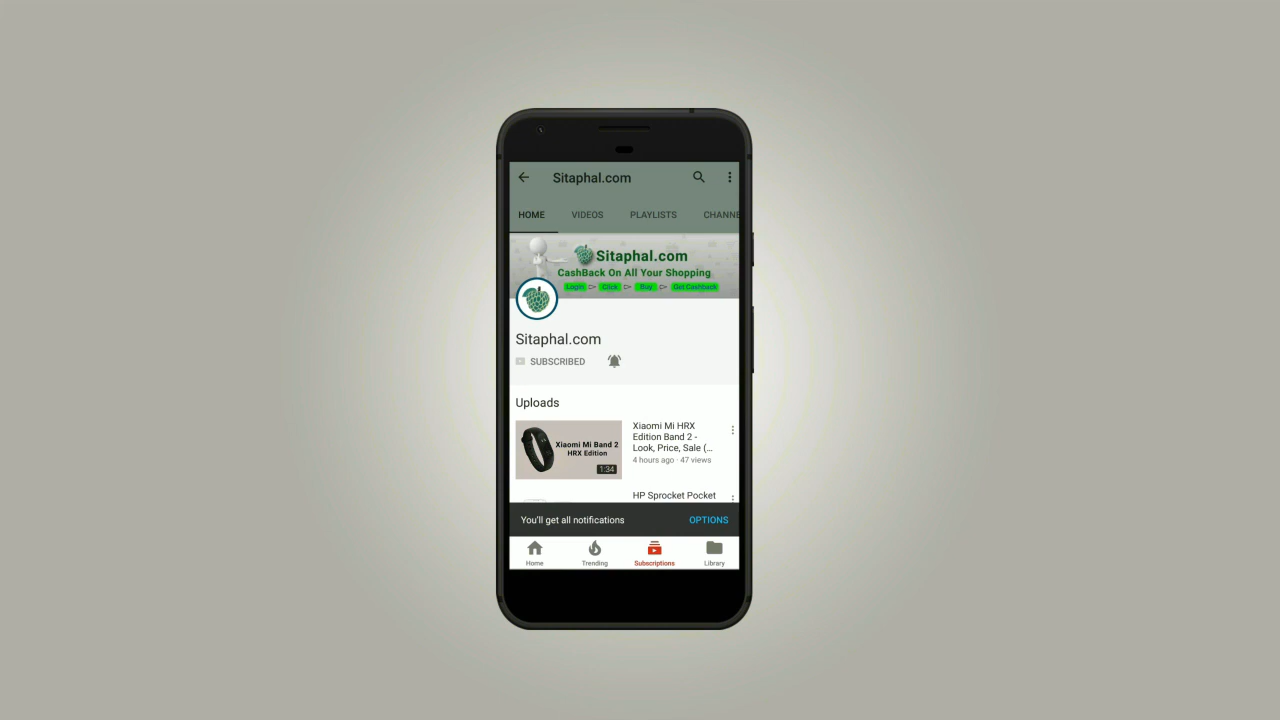 Sitaphal.com
HOME VIDEOS PLAYLISTS CHANNE
Sitaphal.com
CashBack On All Your Shopping
Login Click Buy Get Cashback
Sitaphal.com
SUBSCRIBED
Uploads
Xiaomi Mi Band 2
HRX Edition
1:34
Xiaomi Mi HRX
Edition Band 2 -
Look, Price, Sale (...
4 hours ago · 47 views
HP Sprocket Pocket
You'll get all notifications OPTIONS
Home Trending Subscriptions Library